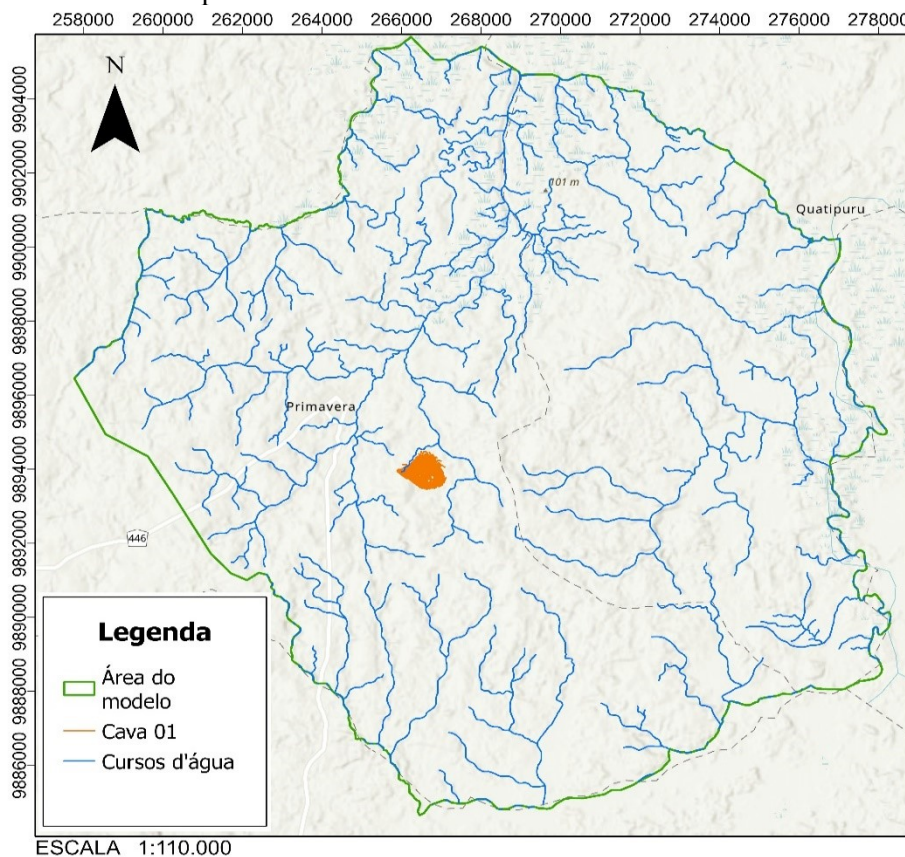 258000 260000 262000 264000 266000 268000 270000 272000 274000 276000 278000
N
9904000
9902000
9900000
9898000
9896000
9894000
9892000
9890000
9888000
9886000
101 m
Quatipuru
Primavera
446
Legenda
Área do
modelo
Cava 01
Cursos d'água
ESCALA 1:110.000